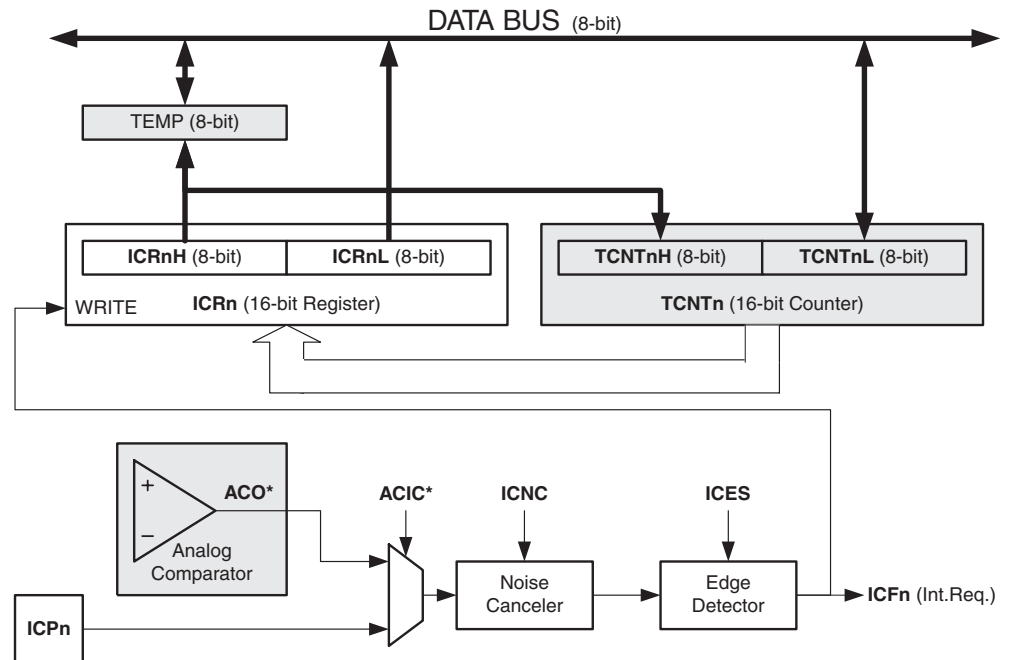 DATA BUS (8-bit)
TEMP (8-bit)
ICRnH (8-bit) ICRnL (8-bit)
TCNTnH (8-bit) TCNTnL (8-bit)
WRITE
ICRn (16-bit Register)
TCNTn (16-bit Counter)
+
−
ACO*
Analog
Comparator
ACIC*
ICNC
ICES
Noise
Canceler
Edge
Detector
ICFn (Int.Req.)
ICPn